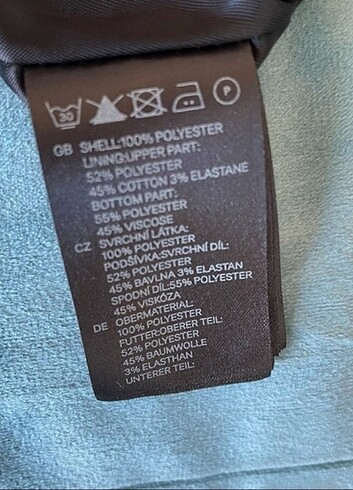 30
P
GB SHELL:100% POLYESTER
LINING:UPPER PART:
52% POLYESTER
45% COTTON 3% ELASTANE
BOTTOM PART:
55% POLYESTER
45% VISCOSE
CZ SVRCHNÍ LÁTKA:
100% POLYESTER
PODŠÍVKA:SVRCHNÍ DÍL:
52% POLYESTER
45% BAVLNA 3% ELASTAN
SPODNÍ DÍL:55% POLYESTER
45% VISKÓZA
DE OBERMATERIAL:
100% POLYESTER
FUTTER:OBERER TEIL:
52% POLYESTER
45% BAUMWOLLE
3% ELASTHAN
UNTERER TEIL: